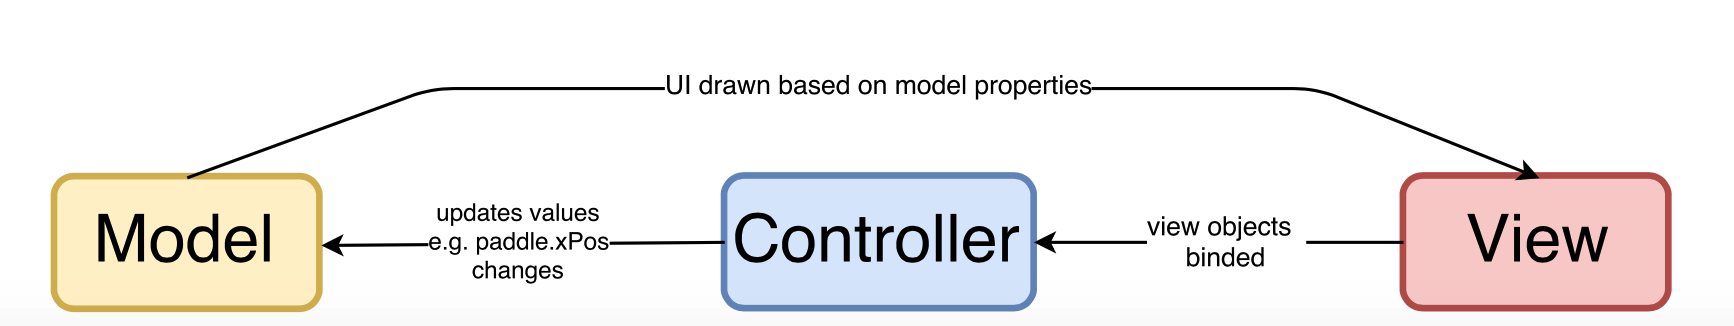 UI drawn based on model properties
Model
updates values
e.g. paddle.xPos
changes
Controller
view objects
binded
View